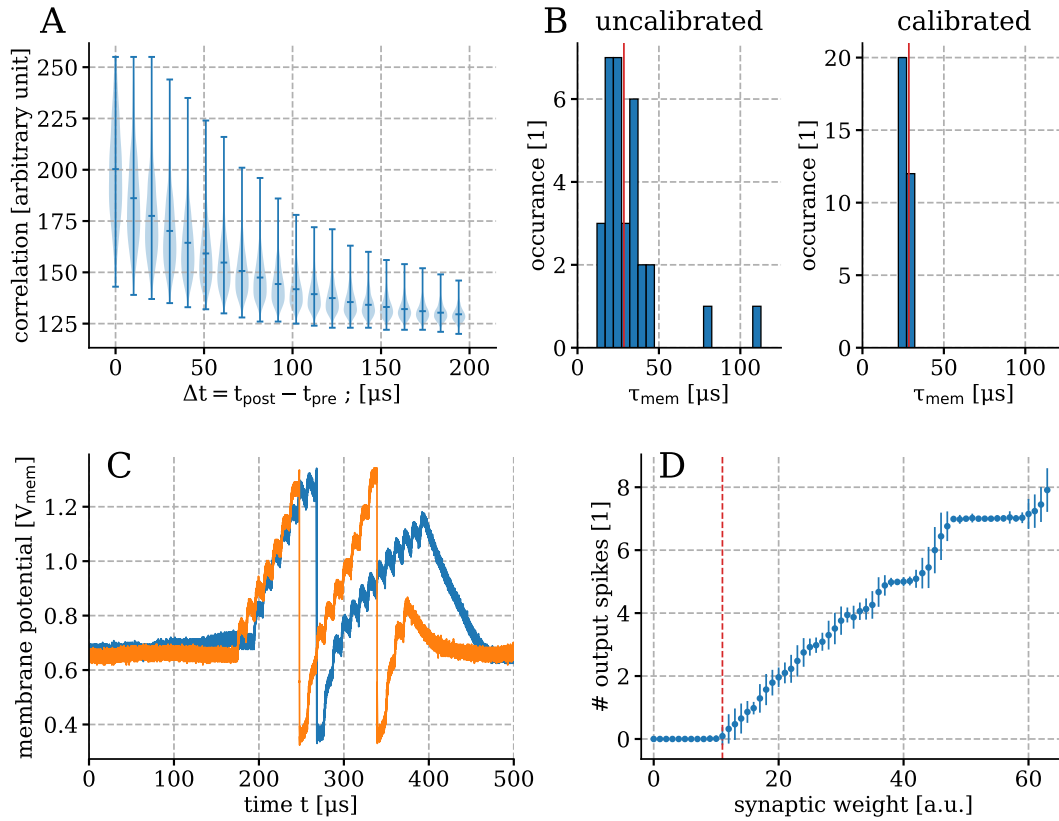 A
correlation [arbitrary unit]
250
225
200
175
150
125
0 50 100 150 200
Δt = t_post − t_pre ; [μs]
B
uncalibrated
occurance [1]
6
4
2
0
0 50 100
τ_mem [μs]
calibrated
occurance [1]
20
15
10
5
0
0 50 100
τ_mem [μs]
C
membrane potential [V_mem]
1.2
1.0
0.8
0.6
0.4
0 100 200 300 400 500
time t [μs]
D
# output spikes [1]
8
6
4
2
0
0 20 40 60
synaptic weight [a.u.]